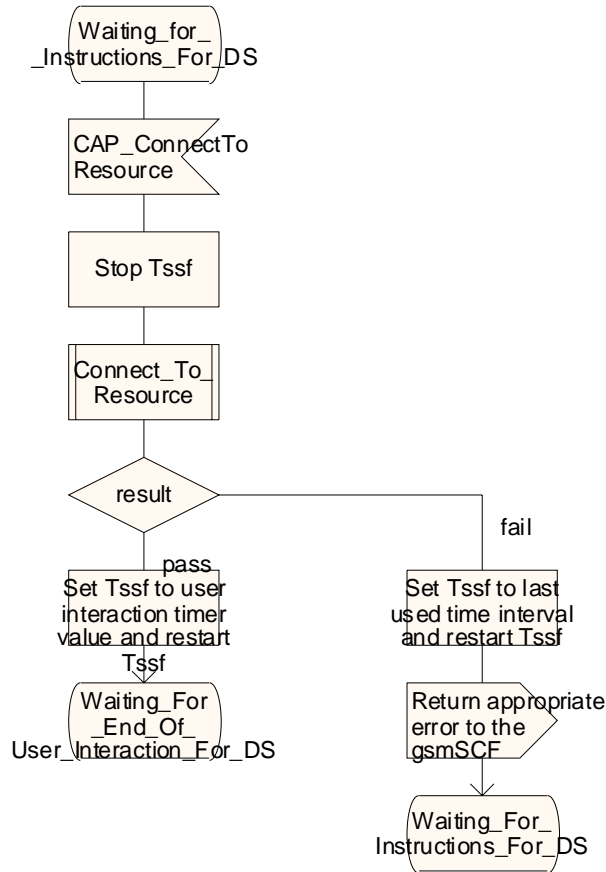 Waiting_for_
_Instructions_For_DS
CAP_ConnectTo
Resource
Stop Tssf
Connect_To_
Resource
result
fail
pass
Set Tssf to user
interaction timer
value and restart
Tssf
Set Tssf to last
used time interval
and restart Tssf
Waiting_For
_End_Of_
User_Interaction_For_DS
Return appropriate
error to the
gsmSCF
Waiting_For_
Instructions_For_DS